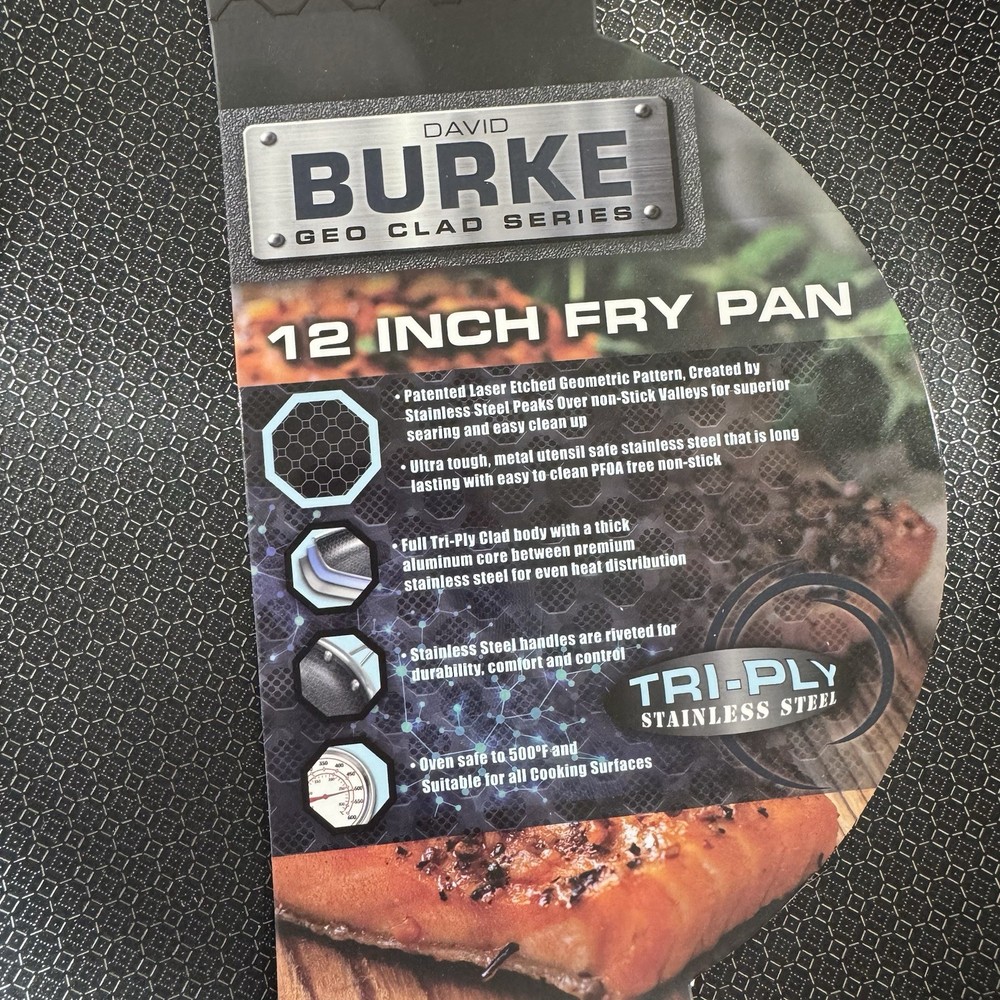 DAVID
BURKE
GEO CLAD SERIES
12 INCH FRY PAN
• Patented Laser Etched Geometric Pattern, Created by
Stainless Steel Peaks Over non-Stick Valleys for superior
searing and easy clean up
• Ultra tough, metal utensil safe stainless steel that is long
lasting with easy to clean PFOA free non-stick
• Full Tri-Ply Clad body with a thick
aluminum core between premium
stainless steel for even heat distribution
• Stainless Steel handles are riveted for
durability, comfort and control
TRI-PLY
STAINLESS STEEL
• Oven safe to 500°F and
Suitable for all Cooking Surfaces